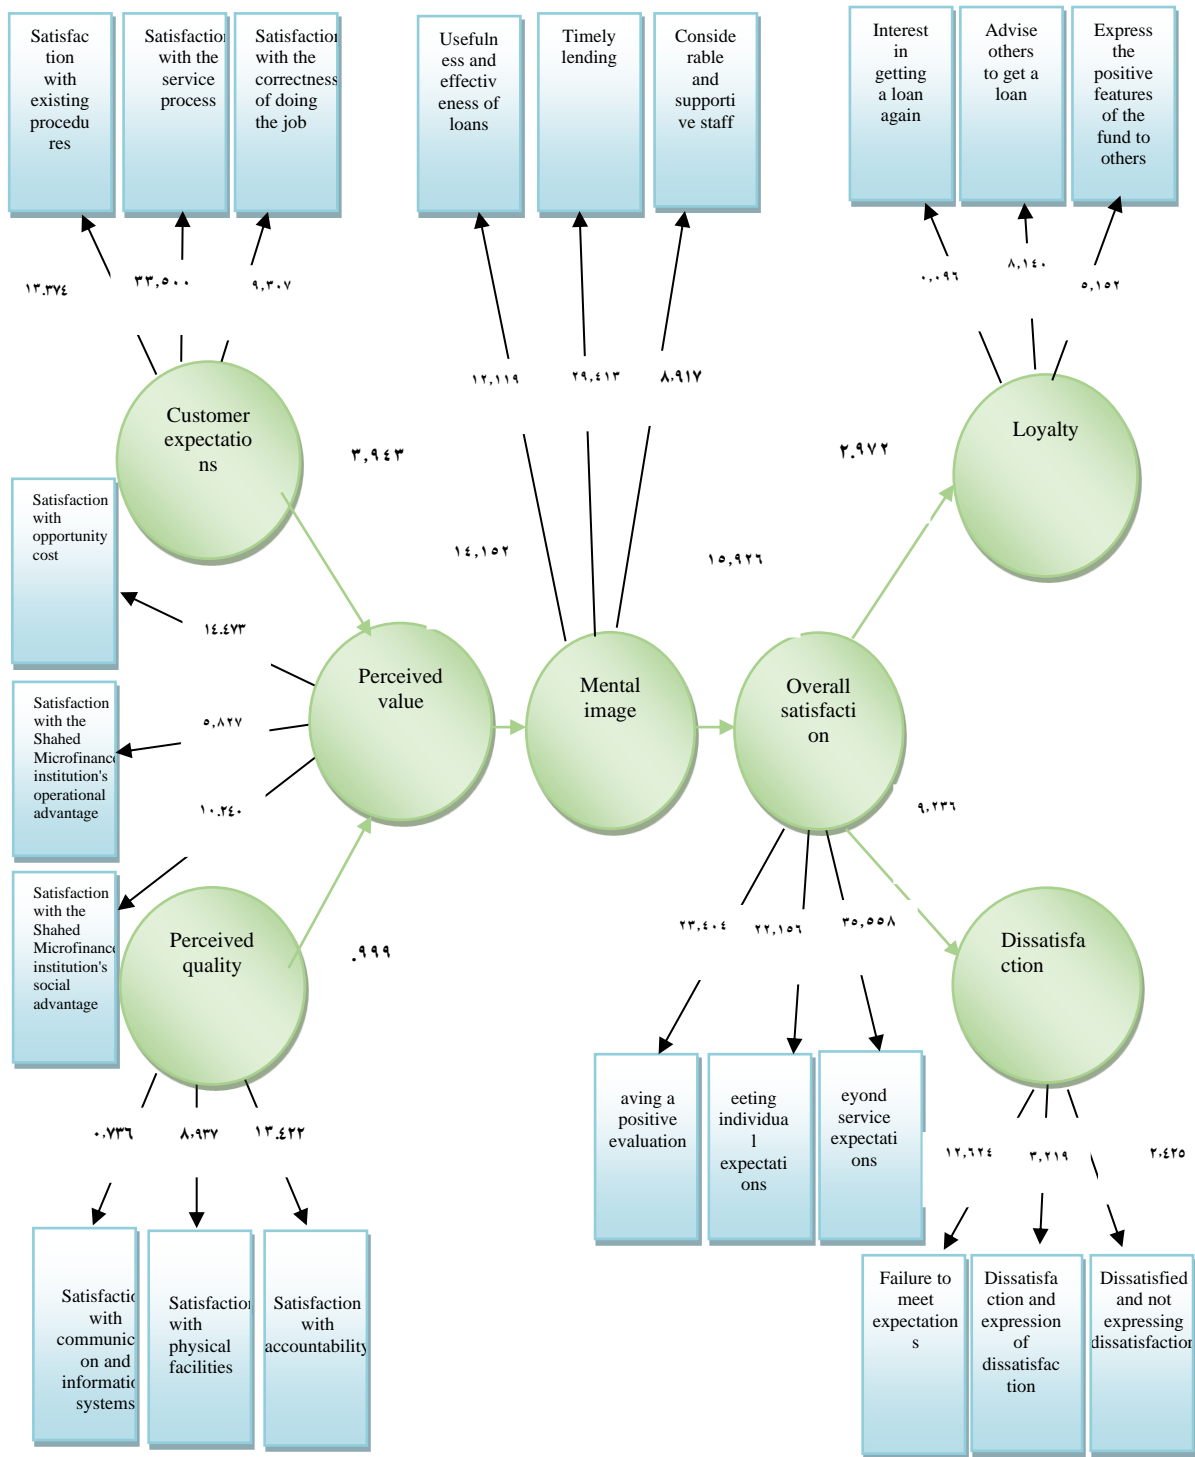 Satisfac
tion
with
existing
procedu
res
Satisfaction
with the
service
process
Satisfaction
with the
correctness
of doing
the job
Usefuln
ess and
effectiv
eness of
loans
Timely
lending
Conside
rable
and
supporti
ve staff
Interest
in
getting
a loan
again
Advise
others
to get a
loan
Express
the
positive
features
of the
fund to
others
١٣.٣٧٤
٣٣,٥٠٠
٩,٣٠٧
٠,٠٩٦
٨,١٤٠
٥,١٥٢
١٢,١١٩
٢٩,٤١٣
٨,٩١٧
Customer
expectatio
ns
٣,٩٤٣
٢.٩٧٢
Loyalty
Satisfaction
with
opportunity
cost
١٤,١٥٢
١٥,٩٢٦
١٤.٤٧٣
Perceived
value
Mental
image
Overall
satisfacti
on
Satisfaction
with the
Shahed
Microfinance
institution's
operational
advantage
٥,٨٢٧
١٠.٢٤٠
٩,٢٣٦
Satisfaction
with the
Shahed
Microfinance
institution's
social
advantage
Perceived
quality
.٩٩٩
٢٣,٤٠٤
٢٢,١٥٦
٣٥,٥٥٨
Dissatisfa
ction
٠,٧٣٦
٨,٩٣٧
١٣.٤٢٢
aving a
positive
evaluation
eeting
individua
l
expectati
ons
eyond
service
expectati
ons
١٢,٦٢٤
٣,٢١٩
٢,٤٢٥
Satisfactio
with
communic
on and
informatio
systems
Satisfaction
with
physical
facilities
Satisfaction
with
accountability
Failure to
meet
expectation
s
Dissatisfa
ction and
expression
of
dissatisfac
tion
Dissatisfied
and not
expressing
dissatisfaction